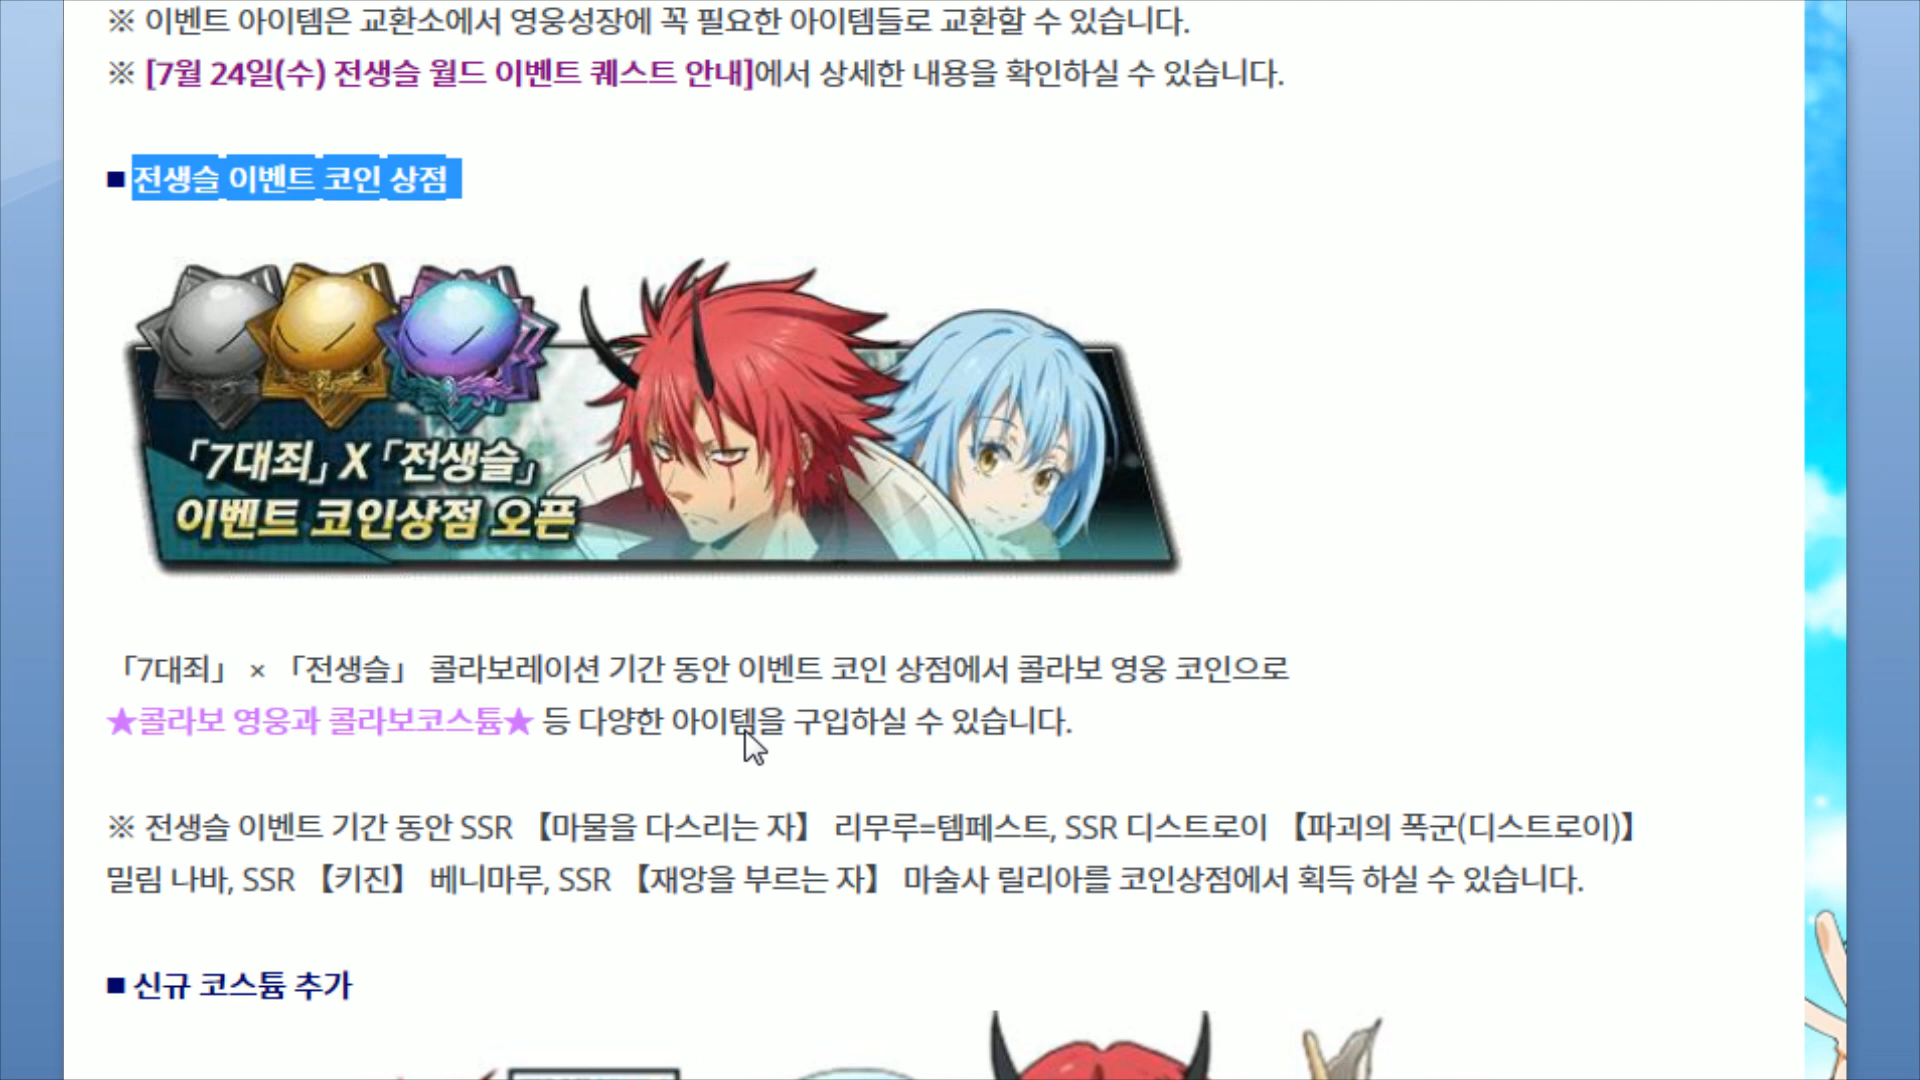 ※ 이벤트 아이템은 교환소에서 영웅성장에 꼭 필요한 아이템들로 교환할 수 있습니다.
※ [7월 24일(수) 전생슬 월드 이벤트 퀘스트 안내]에서 상세한 내용을 확인하실 수 있습니다.
■ 전생슬 이벤트 코인 상점
「7대죄」 X 「전생슬」
이벤트 코인상점 오픈
「7대죄」 × 「전생슬」 콜라보레이션 기간 동안 이벤트 코인 상점에서 콜라보 영웅 코인으로
★콜라보 영웅과 콜라보코스튬★ 등 다양한 아이템을 구입하실 수 있습니다.
※ 전생슬 이벤트 기간 동안 SSR 【마물을 다스리는 자】 리무루=템페스트, SSR 디스트로이 【파괴의 폭군(디스트로이)】
밀림 나바, SSR 【키진】 베니마루, SSR 【재앙을 부르는 자】 마술사 릴리아를 코인상점에서 획득 하실 수 있습니다.
■ 신규 코스튬 추가